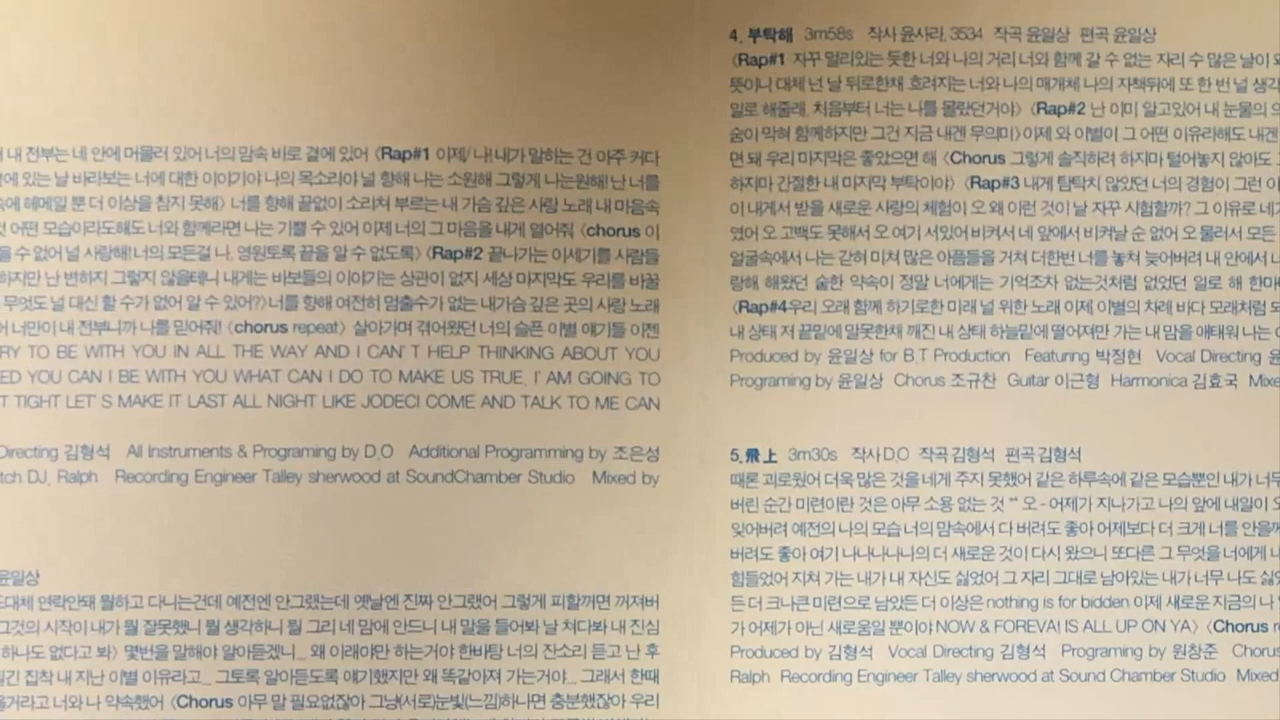 내 전부는 네 안에 머물러 있어 너의 맘속 바로 곁에 있어 〈Rap#1 이제/ 나! 내가 말하는 건 아주 커다
에 있는 날 바라보는 너에 대한 이이기야 나의 목소리야 널 향해 나는 소원해 그렇게 나는원해! 난 너를
에 헤메일 뿐 더 이상을 참지 못해〉 너를 향해 끝없이 소리쳐 부르는 내 가슴 깊은 사랑 노래 내 마음속
어떤 모습이라도해도 너와 함께라면 나는 기쁠 수 있어 이제 너의 그 마음을 내게 열어줘 〈chorus 이
을 수 없어 널 사랑해! 너의 모든걸 나, 영원토록 끝을 알 수 없도록〉 〈Rap#2 끝나가는 이세기를 사람들
하지만 난 변하지 그렇지 않을테니 내게는 바보들의 이이기는 상관이 없지 세상 마지막도 우리를 바꿀
무엇도 널 대신 할 수가 없어 알 수 있어?〉 너를 향해 여전히 멈출수가 없는 내가슴 깊은 곳의 사랑 노래
너만이 내 전부니까 나를 믿어줘! 〈chorus repeat〉 살아가며 겪어왔던 너의 슬픈 이별 얘기들 이젠
RY TO BE WITH YOU IN ALL THE WAY AND I CAN'T HELP THINKING ABOUT YOU
ED YOU CAN I BE WITH YOU WHAT CAN I DO TO MAKE US TRUE, I' AM GOING TO
T TIGHT LET'S MAKE IT LAST ALL NIGHT LIKE JODECI COME AND TALK TO ME CAN
Directing 김형석 All Instruments & Programing by D.O Additional Programming by 조은성
tch DJ. Ralph Recording Engineer Talley sherwood at SoundChamber Studio Mixed by
윤일상
도대체 연락안돼 뭘하고 다니는건데 예전엔 안그랬는데 옛날엔 진짜 안그랬어 그렇게 피할꺼면 꺼져버
그것의 시작이 내가 뭘 잘못했니 뭘 생각하니 뭘 그리 네 맘에 안드니 내 말을 들어봐 날 쳐다봐 내 진심
하나도 없다고 봐〉 몇번을 말해야 알아듣겠니... 왜 이래야만 하는거야 한바탕 너의 잔소리 듣고 난 후
긴 집착 내 지난 이별 이유라고... 그토록 알아듣도록 얘기했지만 왜 똑같아져 가는거야... 그래서 한때
거라고 너와 나 약속했어 〈Chorus 아무 말 필요없잖아 그냥(서로)눈빛(느낌)하나면 충분했잖아 우리
4. 부탁해 3m58s 작사 윤사라, 3534 작곡 윤일상 편곡 윤일상
〈Rap#1 자꾸 멀리있는 듯한 너와 나의 거리 너와 함께 갈 수 없는 자리 수 많은 날이
뜻이니 대체 넌 날 뒤로한채 흐려지는 너와 나의 매개체 나의 자책뒤에 또 한 번 널 생각
일로 해줄래, 처음부터 너는 나를 몰랐던거야〉 〈Rap#2 난 이미 알고있어 내 눈물의
숨이 막혀 함께하지만 그건 지금 내겐 무의미〉 이제 와 이별이 그 어떤 이유라해도 내겐
면 돼 우리 마지막은 좋았으면 해 〈Chorus 그렇게 솔직하려 하지마 털어놓지 않아도
하지마 간절한 내 마지막 부탁이야〉 〈Rap#3 내게 탐탁치 않았던 너의 경험이 그런
이 내게서 받을 새로운 사랑의 체험이 오 왜 이런 것이 날 자꾸 시험할까? 그 이유로
였어 오 고백도 못해서 오 여기 서있어 비켜서 네 앞에서 비켜날 순 없어 오 물러서 모든
얼굴속에서 나는 갇혀 미쳐 많은 아픔들을 거쳐 더한번 너를 놓쳐 늦어버려 내 안에서
랑해 해왔던 숱한 약속이 정말 너에게는 기억조차 없는것처럼 없었던 일로 해 한마
〈Rap#4우리 오래 함께 하기로한 미래 널 위한 노래 이제 이별의 차례 바다 모래처럼
내 상태 저 끝밑에 말못한채 깨진 내 상태 하늘밑에 떨어져만 가는 내 맘을 애태워 나는
Produced by 윤일상 for B.T Production Featuring 박정현 Vocal Directing
Programing by 윤일상 Chorus 조규찬 Guitar 이근형 Harmonica 김효국 Mixe
5. 飛上 3m30s 작사 D.O 작곡 김형석 편곡 김형석
때론 괴로웠어 더욱 많은 것을 네게 주지 못했어 같은 하루속에 같은 모습뿐인 내가 너무
버린 순간 미련이란 것은 아무 소용 없는 것 ** 오 - 어제가 지나가고 나의 앞에 내일이
잊어버려 예전의 나의 모습 너의 맘속에서 다 버려도 좋아 어제보다 더 크게 너를 안을께
버려도 좋아 여기 나나나나나의 더 새로운 것이 다시 왔으니 또다른 그 무엇을 너에게
힘들었어 지쳐 가는 내가 내 자신도 싫었어 그 자리 그대로 남아있는 내가 너무 나도 싫
든 더 크나큰 미련으로 남았든 더 이상은 nothing is for bidden 이제 새로운 지금의 나
가 어제가 아닌 새로움일 뿐이야 NOW & FOREVA! IS ALL UP ON YA〉 〈Chorus r
Produced by 김형석 Vocal Directing 김형석 Programing by 원창준 Chorus
Ralph Recording Engineer Talley sherwood at Sound Chamber Studio Mixed